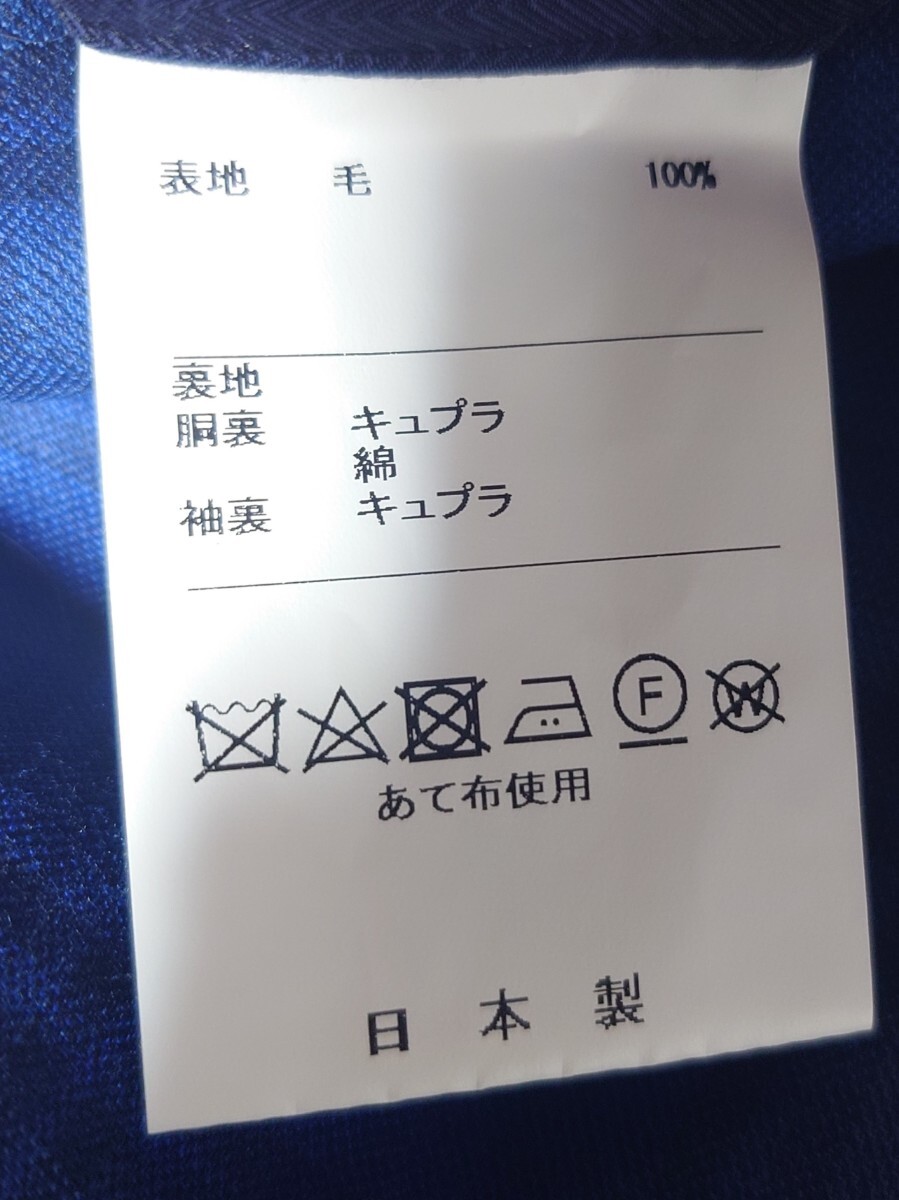 表地 毛 100%
裏地
胴裏 キュプラ
綿
袖裏 キュプラ
F W
あて布使用
日本製